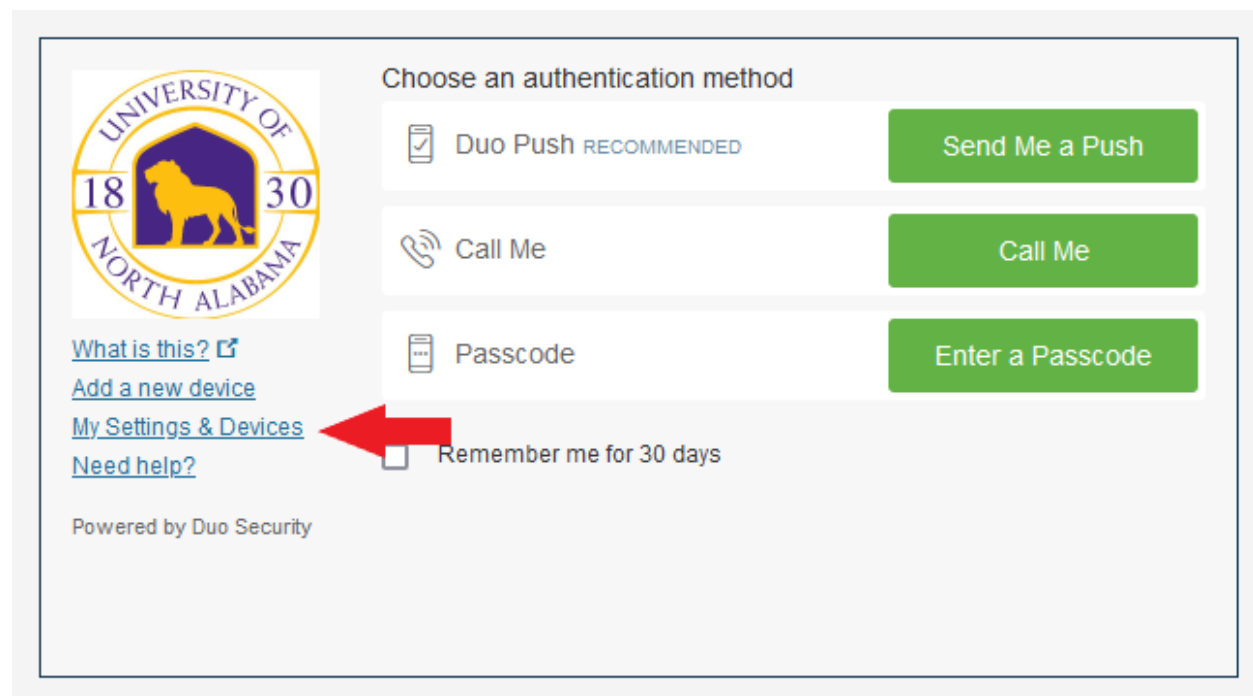 UNIVERSITY OF
18 30
NORTH ALABAMA
What is this?
Add a new device
My Settings & Devices
Need help?
Powered by Duo Security
Choose an authentication method
Duo Push RECOMMENDED
Send Me a Push
Call Me
Call Me
Passcode
Enter a Passcode
Remember me for 30 days